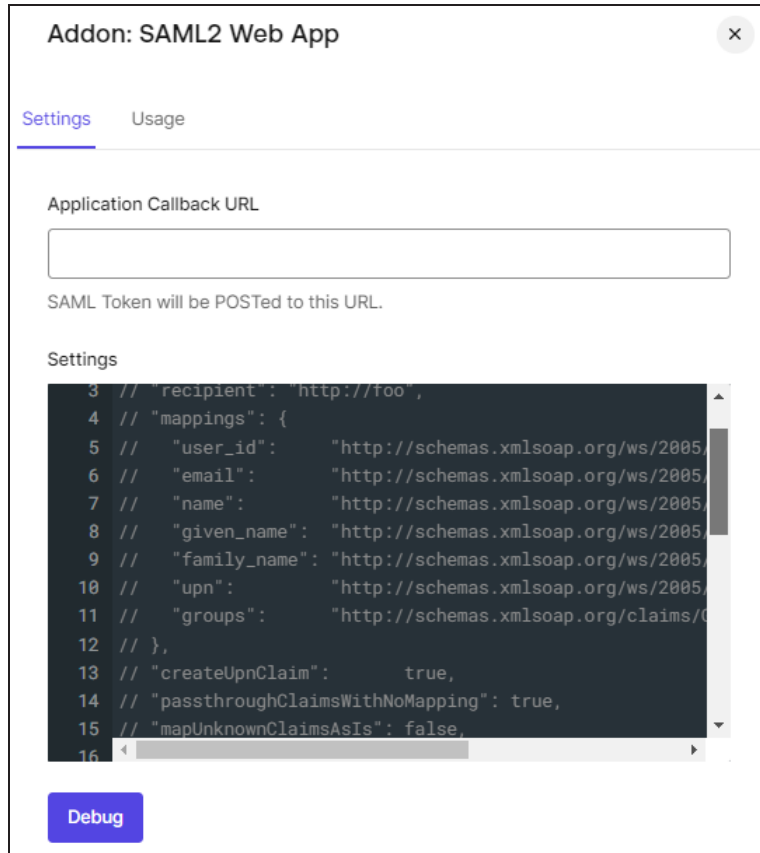 Addon: SAML2 Web App
Settings
Usage
Application Callback URL
SAML Token will be POSTed to this URL.
Settings
3 // "recipient": "http://foo",
4 // "mappings": {
5 //   "user_id":     "http://schemas.xmlsoap.org/ws/2005/
6 //   "email":       "http://schemas.xmlsoap.org/ws/2005/
7 //   "name":        "http://schemas.xmlsoap.org/ws/2005/
8 //   "given_name":  "http://schemas.xmlsoap.org/ws/2005/
9 //   "family_name": "http://schemas.xmlsoap.org/ws/2005/
10 //   "upn":         "http://schemas.xmlsoap.org/ws/2005/
11 //   "groups":      "http://schemas.xmlsoap.org/claims/
12 // },
13 // "createUpnClaim":       true,
14 // "passthroughClaimsWithNoMapping": true,
15 // "mapUnknownClaimsAsIs": false,
16
Debug